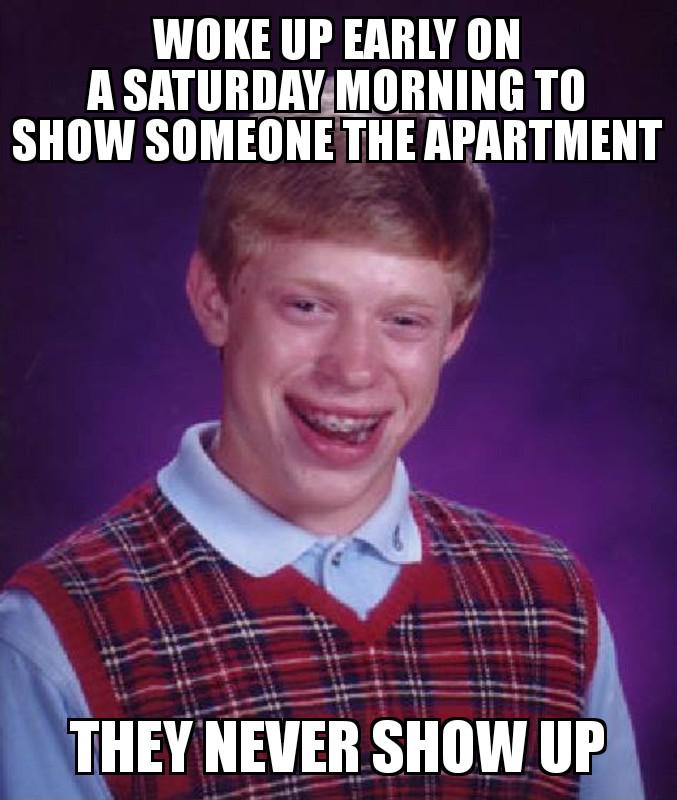 WOKE UP EARLY ON
A SATURDAY MORNING TO
SHOW SOMEONE THE APARTMENT
THEY NEVER SHOW UP